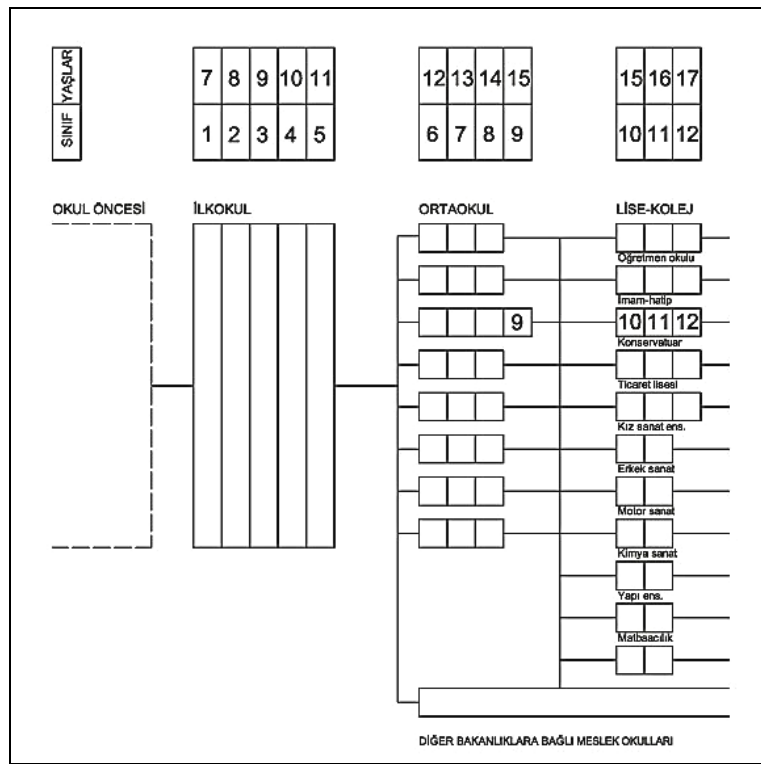 YAŞLAR
7 8 9 10 11
12 13 14 15
15 16 17
SINIF
1 2 3 4 5
6 7 8 9
10 11 12
OKUL ÖNCESİ
İLKOKUL
ORTAOKUL
LİSE-KOLEJ
Öğretmen okulu
İmam-hatip
9
10 11 12
Konservatuar
Ticaret lisesi
Kız sanat ens.
Erkek sanat
Motor sanat
Kimya sanat
Yapı ens.
Matbaacılık
DİĞER BAKANLIKLARA BAĞLI MESLEK OKULLARI